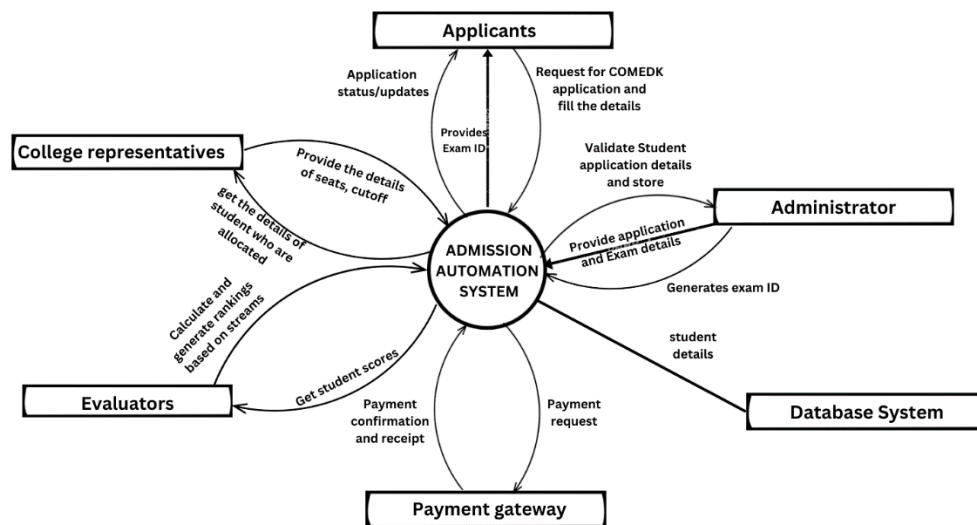 Applicants
Application
status/updates
Request for COMEDK
application and
fill the details
Provides
Exam ID
College representatives
Provide the details
of seats, cutoff
get the details of
student who are
allocated
Validate Student
application details
and store
Administrator
Provide application
and Exam details
Generates exam ID
ADMISSION
AUTOMATION
SYSTEM
Calculate and
generate rankings
based on streams
Evaluators
Get student scores
Payment
confirmation
and receipt
Payment
request
student
details
Database System
Payment gateway